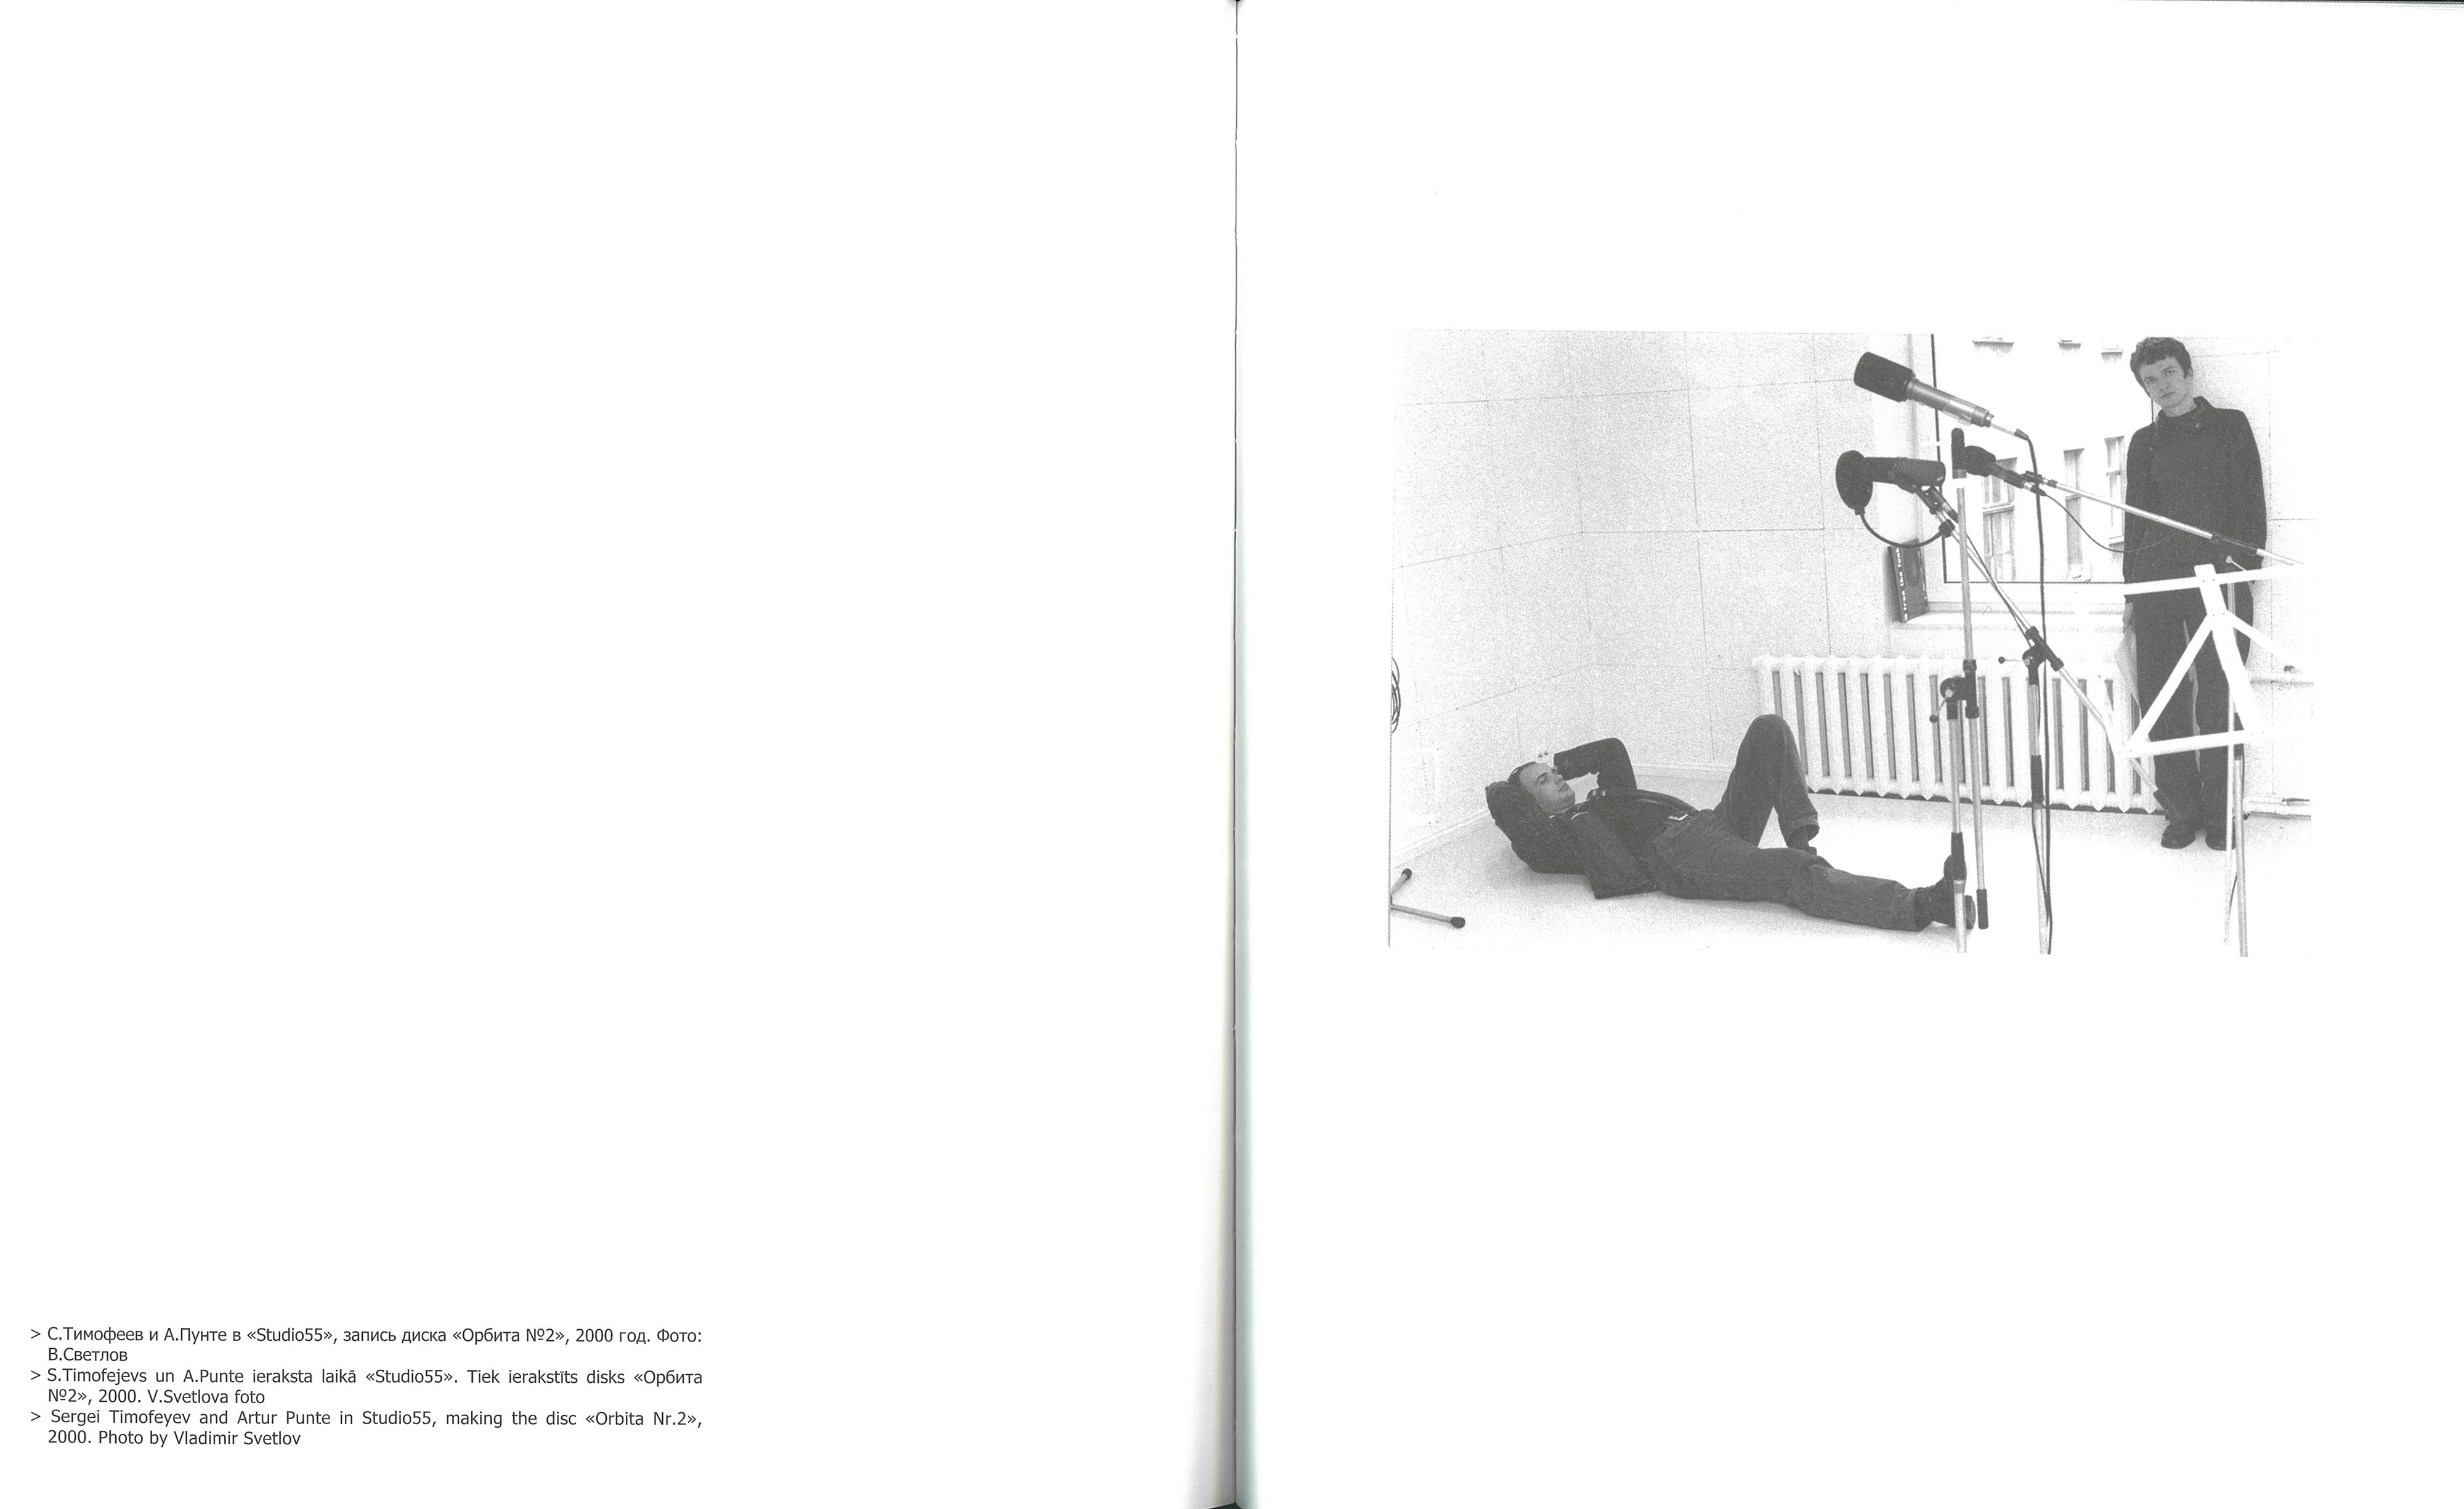 > С.Тимофеев и А.Пунте в «Studio55», запись диска «Орбита №2», 2000 год. Фото:
В.Светлов
> S.Timofejevs un A.Punte ieraksta laikā «Studio55». Tiek ierakstīts disks «Орбита
№2», 2000. V.Svetlova foto
> Sergei Timofeyev and Artur Punte in Studio55, making the disc «Orbita Nr.2»,
2000. Photo by Vladimir Svetlov